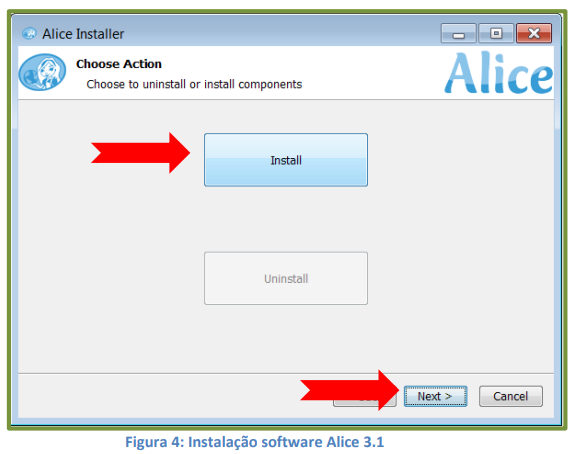 Alice Installer
Choose Action
Choose to uninstall or install components
Alice
Install
Uninstall
Next >
Cancel
Figura 4: Instalação software Alice 3.1